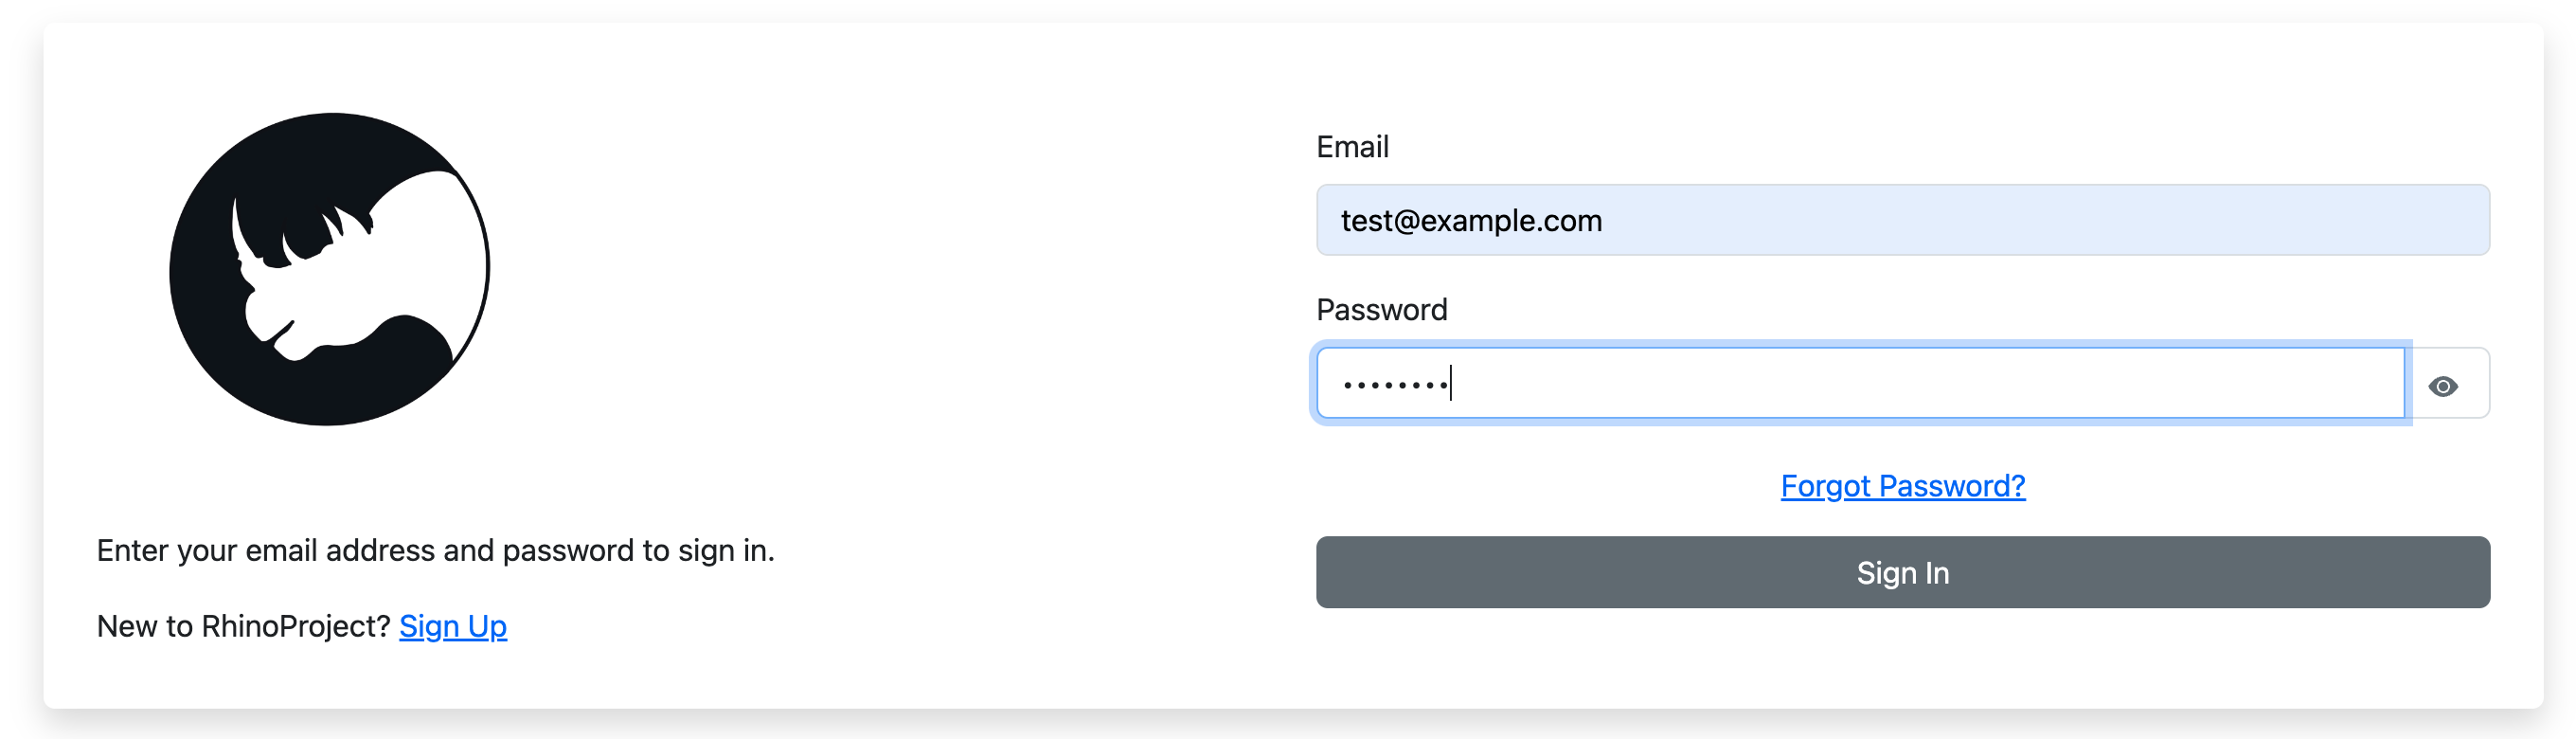 Enter your email address and password to sign in.
New to RhinoProject? Sign Up
Email
test@example.com
Password
••••••••
Forgot Password?
Sign In